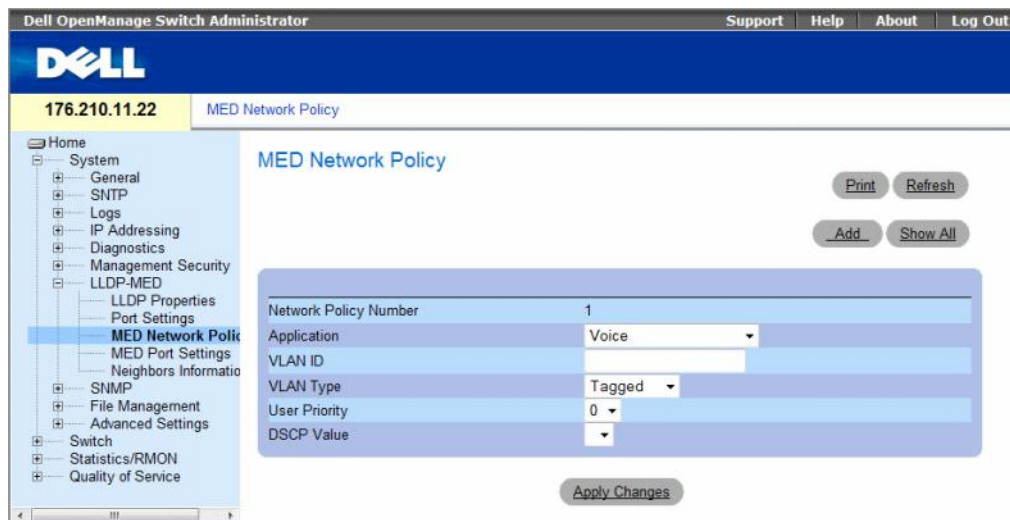 Dell OpenManage Switch Administrator Support Help About Log Out
DELL
176.210.11.22 MED Network Policy
Home
System
General
SNTP
Logs
IP Addressing
Diagnostics
Management Security
LLDP-MED
LLDP Properties
Port Settings
MED Network Polic
MED Port Settings
Neighbors Informatio
SNMP
File Management
Advanced Settings
Switch
Statistics/RMON
Quality of Service
MED Network Policy
Print Refresh
Add Show All
Network Policy Number 1
Application Voice
VLAN ID
VLAN Type Tagged
User Priority 0
DSCP Value
Apply Changes